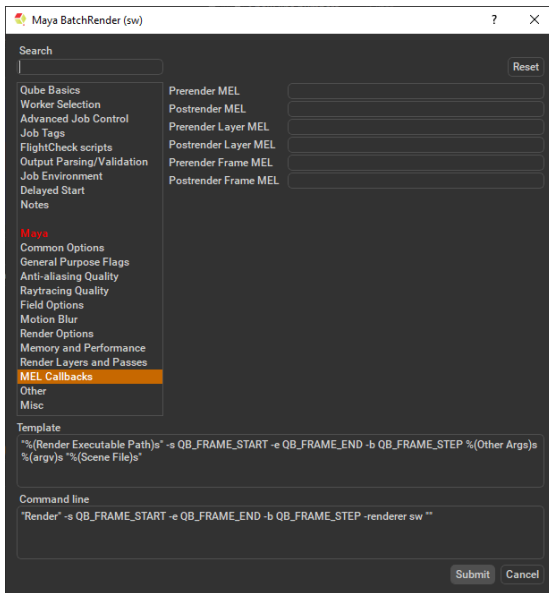 Maya BatchRender (sw)
?
Search
Reset
Qube Basics
Worker Selection
Advanced Job Control
Job Tags
FlightCheck scripts
Output Parsing/Validation
Job Environment
Delayed Start
Notes
Maya
Common Options
General Purpose Flags
Anti-aliasing Quality
Raytracing Quality
Field Options
Motion Blur
Render Options
Memory and Performance
Render Layers and Passes
MEL Callbacks
Other
Misc
Prerender MEL
Postrender MEL
Prerender Layer MEL
Postrender Layer MEL
Prerender Frame MEL
Postrender Frame MEL
Template
"%(Render Executable Path)s" -s QB_FRAME_START -e QB_FRAME_END -b QB_FRAME_STEP %(Other Args)s
%(argv)s "%(Scene File)s"
Command line
"Render" -s QB_FRAME_START -e QB_FRAME_END -b QB_FRAME_STEP -renderer sw ""
Submit
Cancel